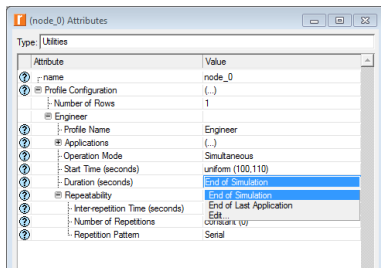 (node_0) Attributes
Type: Utilities
Attribute Value
name node_0
Profile Configuration (...)
Number of Rows 1
Engineer
Profile Name Engineer
Applications (...)
Operation Mode Simultaneous
Start Time (seconds) uniform (100,110)
Duration (seconds) End of Simulation
Repeatability End of Simulation
Inter-repetition Time (seconds) End of Last Application
Edit...
Number of Repetitions constant (0)
Repetition Pattern Serial